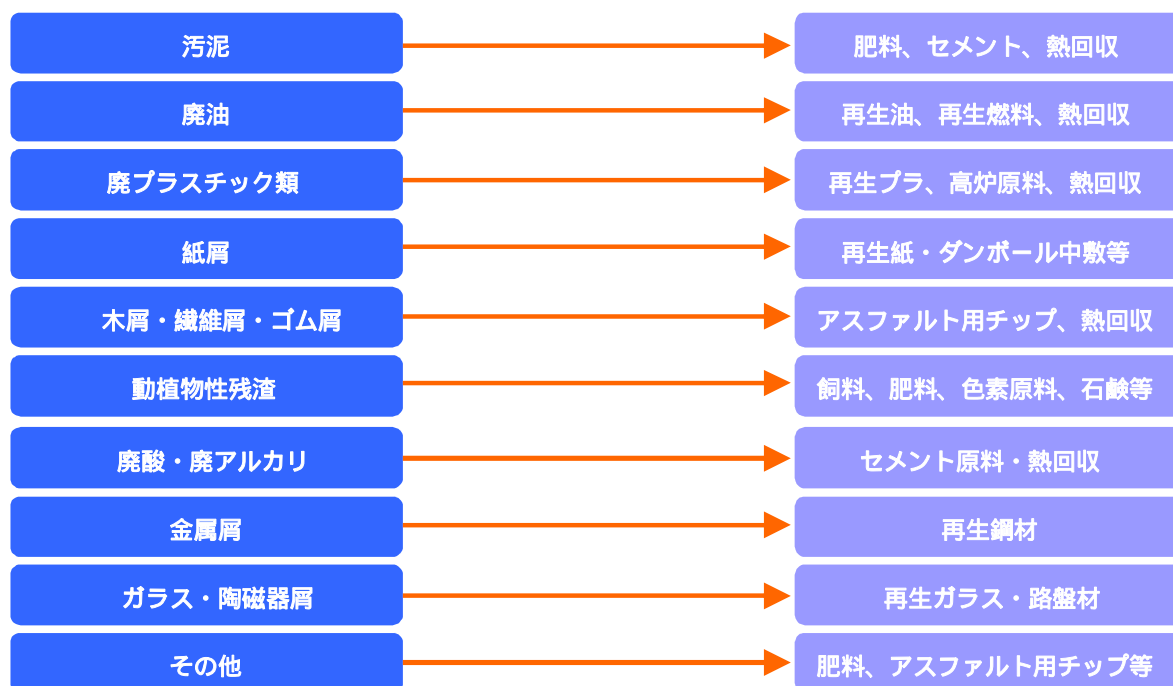 汚泥
肥料、セメント、熱回収
廃油
再生油、再生燃料、熱回収
廃プラスチック類
再生プラ、高炉原料、熱回収
紙屑
再生紙・ダンボール中敷等
木屑・繊維屑・ゴム屑
アスファルト用チップ、熱回収
動植物性残渣
飼料、肥料、色素原料、石鹸等
廃酸・廃アルカリ
セメント原料・熱回収
金属屑
再生鋼材
ガラス・陶磁器屑
再生ガラス・路盤材
その他
肥料、アスファルト用チップ等